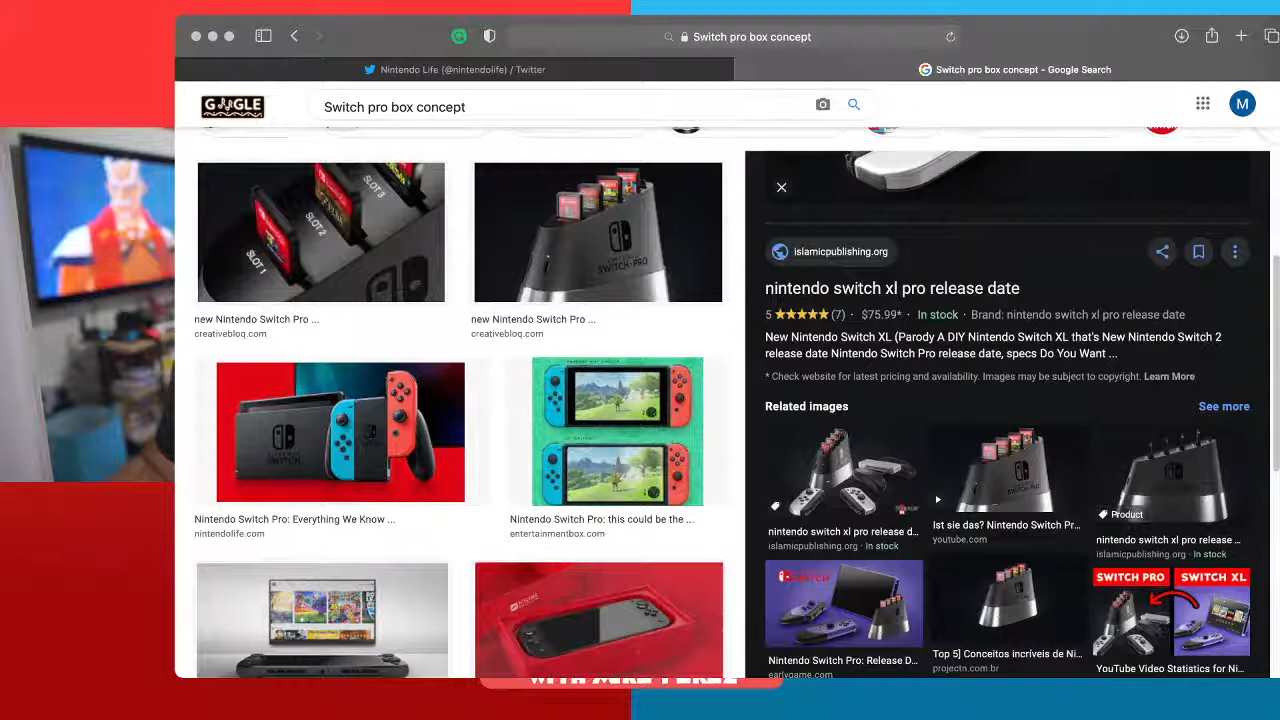 Switch pro box concept
Nintendo Life (@nintendolife) / Twitter
Switch pro box concept - Google Search
GOOGLE
Switch pro box concept
M
SLOT 1
SLOT 2
SLOT 3
SWITCH-PRO
new Nintendo Switch Pro ...
creativebloq.com
new Nintendo Switch Pro ...
creativebloq.com
SWITCH
Nintendo Switch Pro: Everything We Know ...
nintendolife.com
Nintendo Switch Pro: this could be the ...
entertainmentbox.com
islamicpublishing.org
nintendo switch xl pro release date
5 ★★★★★ (7) · $75.99* · In stock · Brand: nintendo switch xl pro release date
New Nintendo Switch XL (Parody A DIY Nintendo Switch XL that's New Nintendo Switch 2
release date Nintendo Switch Pro release date, specs Do You Want ...
* Check website for latest pricing and availability. Images may be subject to copyright. Learn More
Related images
See more
nintendo switch xl pro release d...
islamicpublishing.org · In stock
Ist sie das? Nintendo Switch Pr...
youtube.com
Product
nintendo switch xl pro release ...
islamicpublishing.org · In stock
SWITCH
Nintendo Switch Pro: Release D...
earlygame.com
Top 5] Conceitos incríveis de Ni...
projectn.com.br
SWITCH PRO
SWITCH XL
YouTube Video Statistics for Ni...